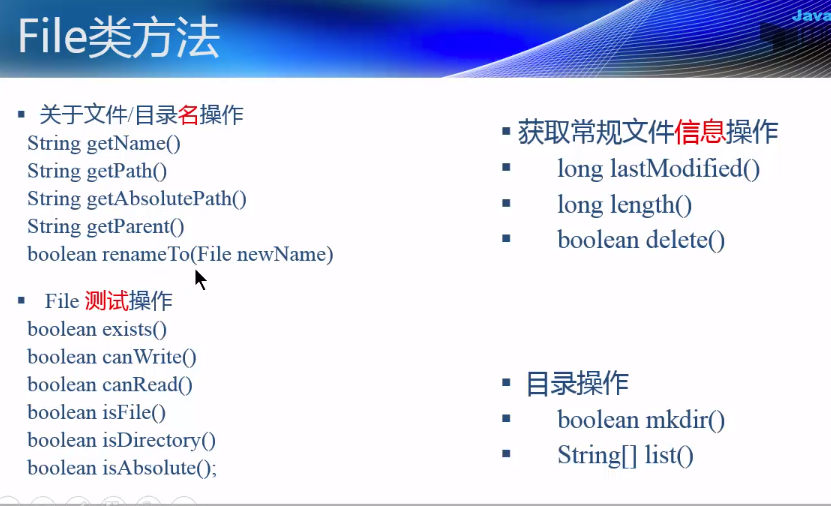 Java
File类方法
▪ 关于文件/目录名操作
String getName()
String getPath()
String getAbsolutePath()
String getParent()
boolean renameTo(File newName)
▪ File 测试操作
boolean exists()
boolean canWrite()
boolean canRead()
boolean isFile()
boolean isDirectory()
boolean isAbsolute();
▪ 获取常规文件信息操作
▪ long lastModified()
▪ long length()
▪ boolean delete()
▪ 目录操作
▪ boolean mkdir()
▪ String[] list()